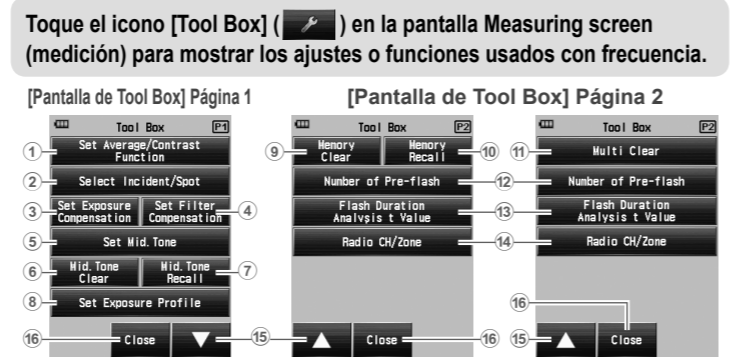 Toque el icono [Tool Box] ( ) en la pantalla Measuring screen
(medición) para mostrar los ajustes o funciones usados con frecuencia.
[Pantalla de Tool Box] Página 1
Tool Box P1
① Set Average/Contrast
Function
② Select Incident/Spot
③ Set Exposure
Compensation
Set Filter
Compensation ④
⑤ Set Mid. Tone
⑥ Mid. Tone
Clear
Mid. Tone
Recall ⑦
⑧ Set Exposure Profile
⑯ Close ▼ ⑮
[Pantalla de Tool Box] Página 2
Tool Box P2
⑨ Memory
Clear
Memory
Recall ⑩
Number of Pre-flash ⑫
Flash Duration
Analysis t Value ⑬
Radio CH/Zone ⑭
▲ Close ⑯
Tool Box P2
⑪ Multi Clear
Number of Pre-flash
Flash Duration
Analysis t Value
Radio CH/Zone
⑯
⑮ ▲ Close